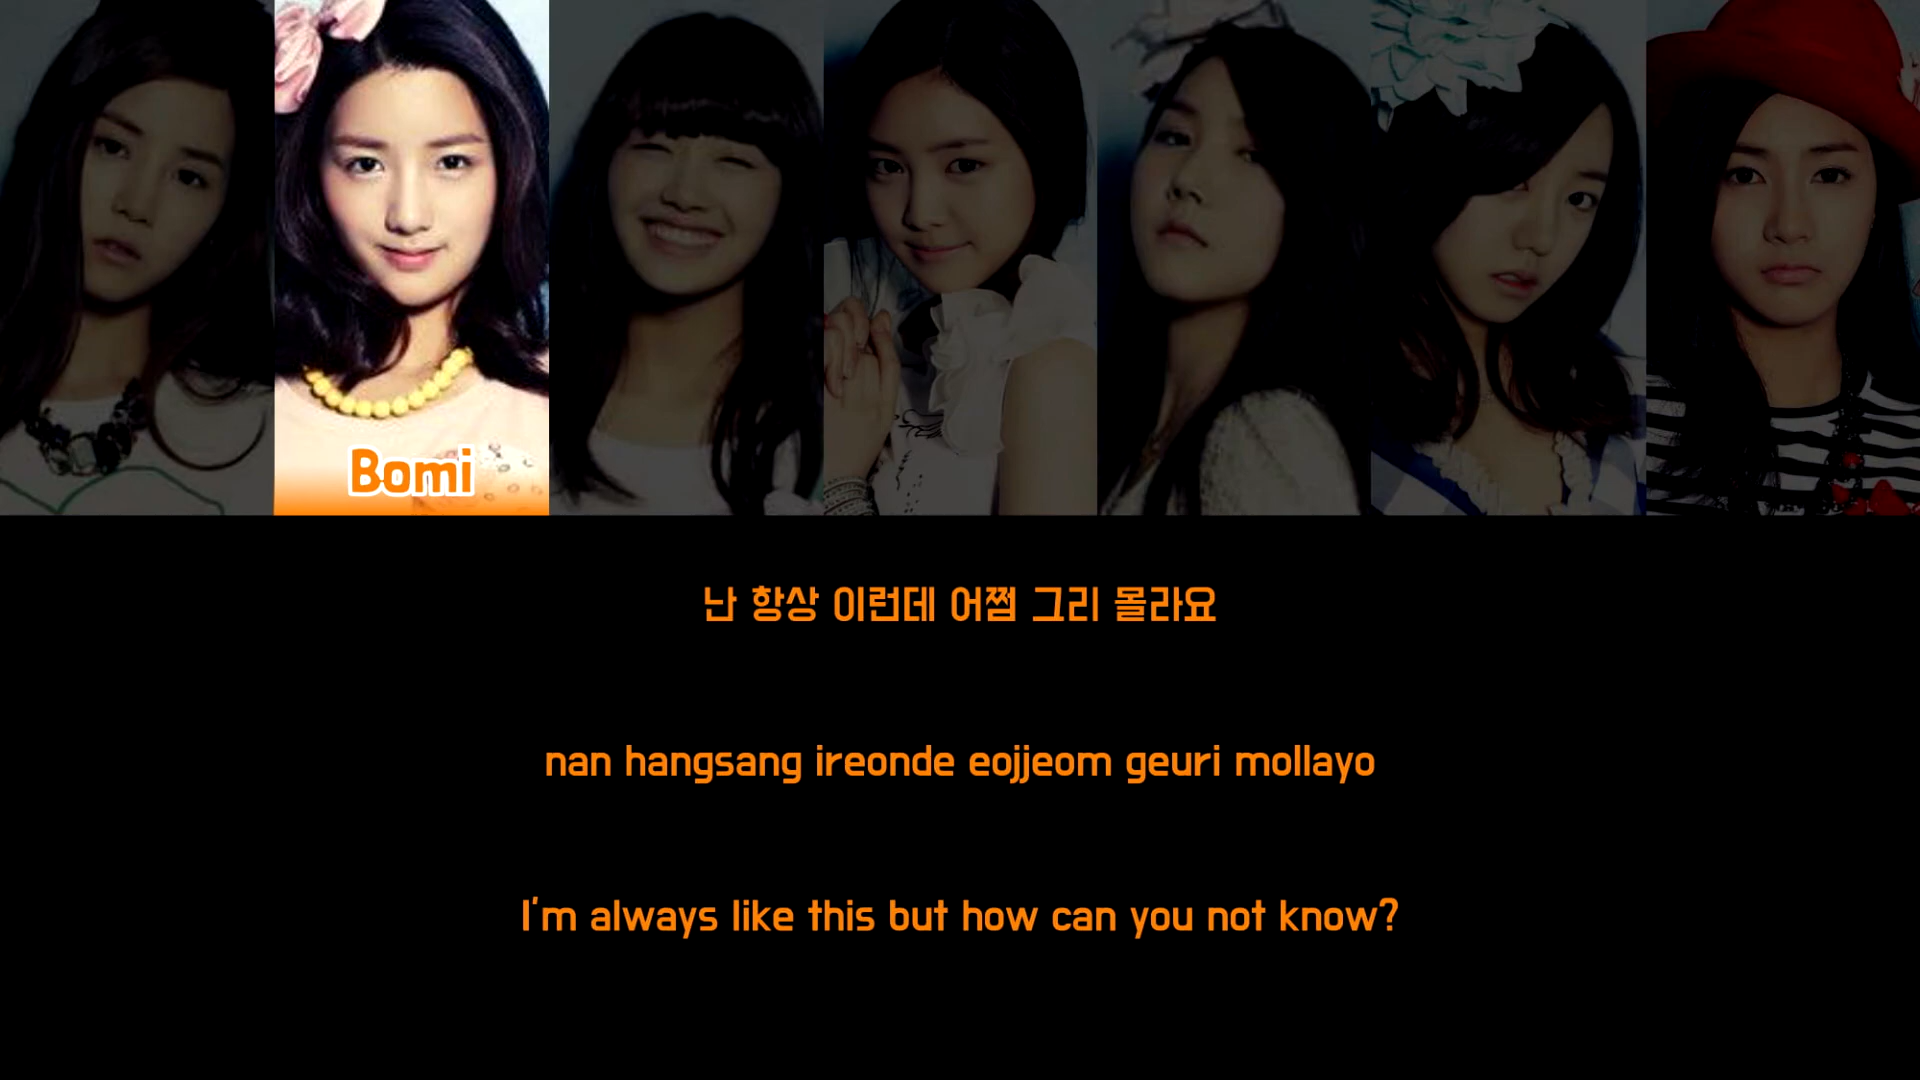 Bomi
난 항상 이런데 어쩜 그리 몰라요
nan hangsang ireonde eojjeom geuri mollayo
I'm always like this but how can you not know?